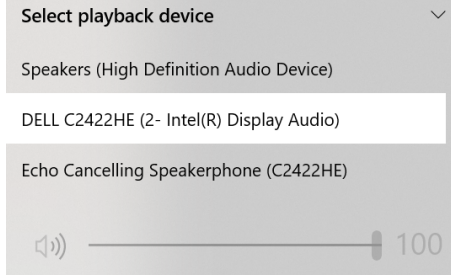 Select playback device
Speakers (High Definition Audio Device)
DELL C2422HE (2- Intel(R) Display Audio)
Echo Cancelling Speakerphone (C2422HE)
100